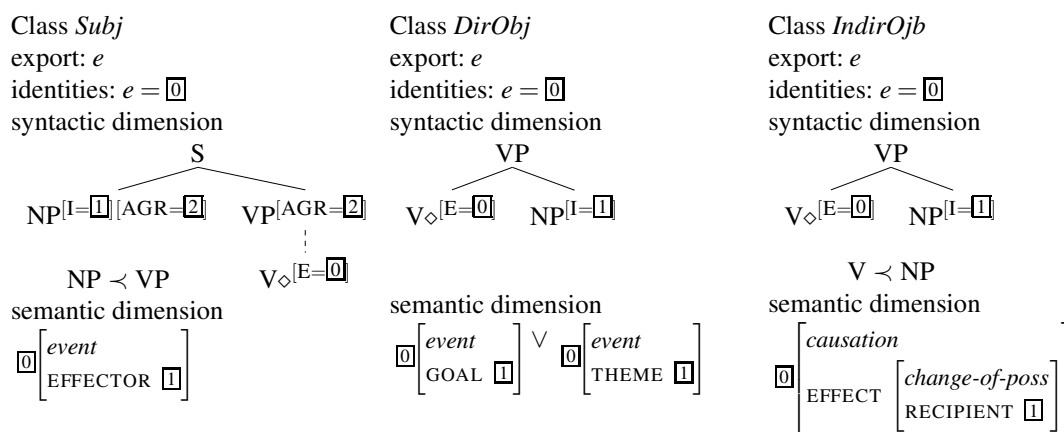 Class Subj
export: e
identities: e = 0
syntactic dimension
S
NP[I=1][AGR=2] VP[AGR=2]
V◇[E=0]
NP ≺ VP
semantic dimension
0 [event
EFFECTOR 1]
Class DirObj
export: e
identities: e = 0
syntactic dimension
VP
V◇[E=0] NP[I=1]
semantic dimension
0 [event
GOAL 1] ∨ 0 [event
THEME 1]
Class IndirOjb
export: e
identities: e = 0
syntactic dimension
VP
V◇[E=0] NP[I=1]
V ≺ NP
semantic dimension
0 [causation
EFFECT [change-of-poss
RECIPIENT 1]]